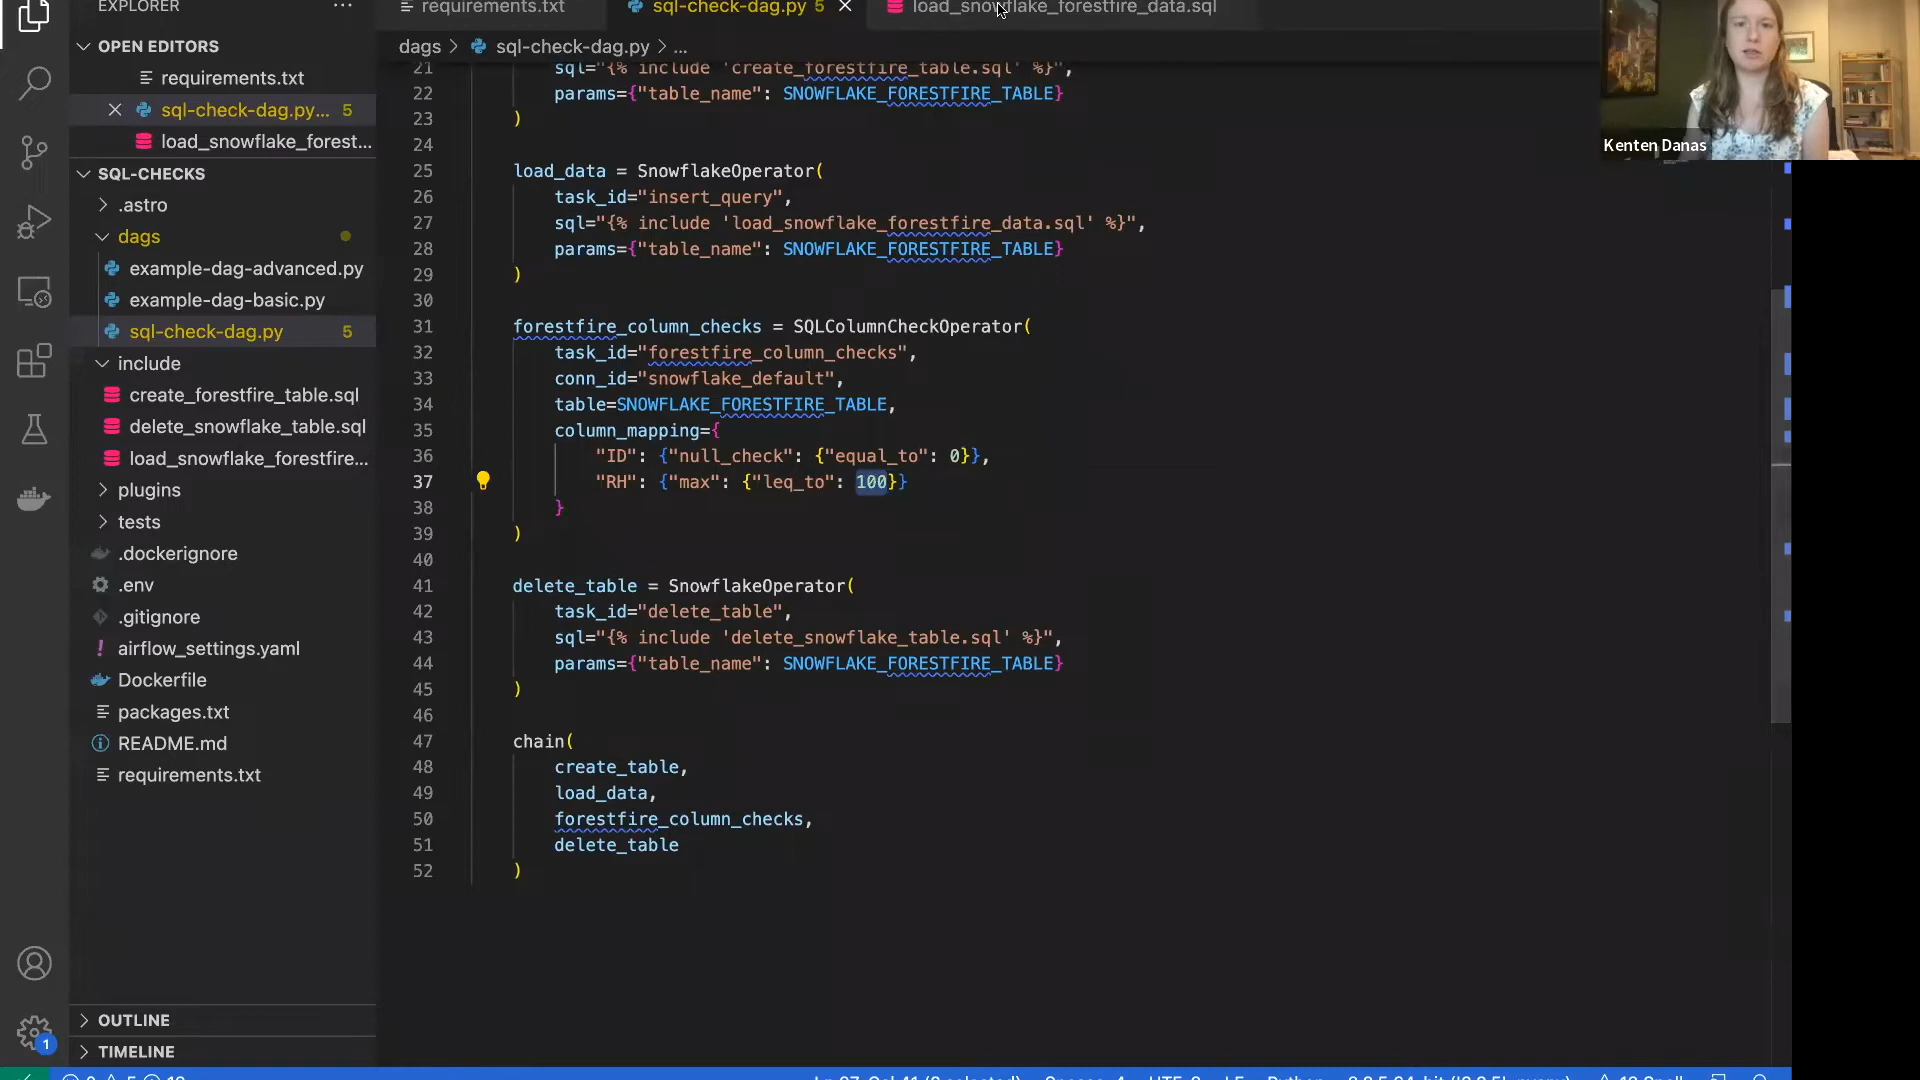 EXPLORER
...
OPEN EDITORS
requirements.txt
sql-check-dag.py... 5
load_snowflake_forest...
SQL-CHECKS
.astro
dags
example-dag-advanced.py
example-dag-basic.py
sql-check-dag.py 5
include
create_forestfire_table.sql
delete_snowflake_table.sql
load_snowflake_forestfire...
plugins
tests
.dockerignore
.env
.gitignore
airflow_settings.yaml
Dockerfile
packages.txt
README.md
requirements.txt
OUTLINE
TIMELINE
1
requirements.txt
sql-check-dag.py 5
load_snowflake_forestfire_data.sql
dags > sql-check-dag.py > ...
21 sql="{% include 'create_forestfire_table.sql' %}",
22 params={"table_name": SNOWFLAKE_FORESTFIRE_TABLE}
23 )
24
25 load_data = SnowflakeOperator(
26 task_id="insert_query",
27 sql="{% include 'load_snowflake_forestfire_data.sql' %}",
28 params={"table_name": SNOWFLAKE_FORESTFIRE_TABLE}
29 )
30
31 forestfire_column_checks = SQLColumnCheckOperator(
32 task_id="forestfire_column_checks",
33 conn_id="snowflake_default",
34 table=SNOWFLAKE_FORESTFIRE_TABLE,
35 column_mapping={
36 "ID": {"null_check": {"equal_to": 0}},
37 "RH": {"max": {"leq_to": 100}}
38 }
39 )
40
41 delete_table = SnowflakeOperator(
42 task_id="delete_table",
43 sql="{% include 'delete_snowflake_table.sql' %}",
44 params={"table_name": SNOWFLAKE_FORESTFIRE_TABLE}
45 )
46
47 chain(
48 create_table,
49 load_data,
50 forestfire_column_checks,
51 delete_table
52 )
Kenten Danas